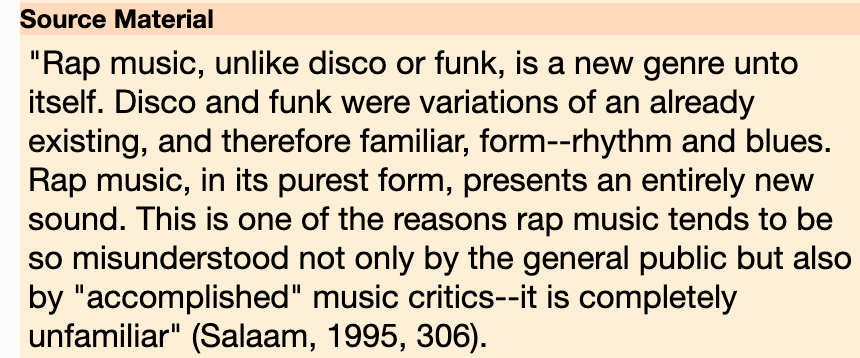 Source Material
"Rap music, unlike disco or funk, is a new genre unto
itself. Disco and funk were variations of an already
existing, and therefore familiar, form--rhythm and blues.
Rap music, in its purest form, presents an entirely new
sound. This is one of the reasons rap music tends to be
so misunderstood not only by the general public but also
by "accomplished" music critics--it is completely
unfamiliar" (Salaam, 1995, 306).